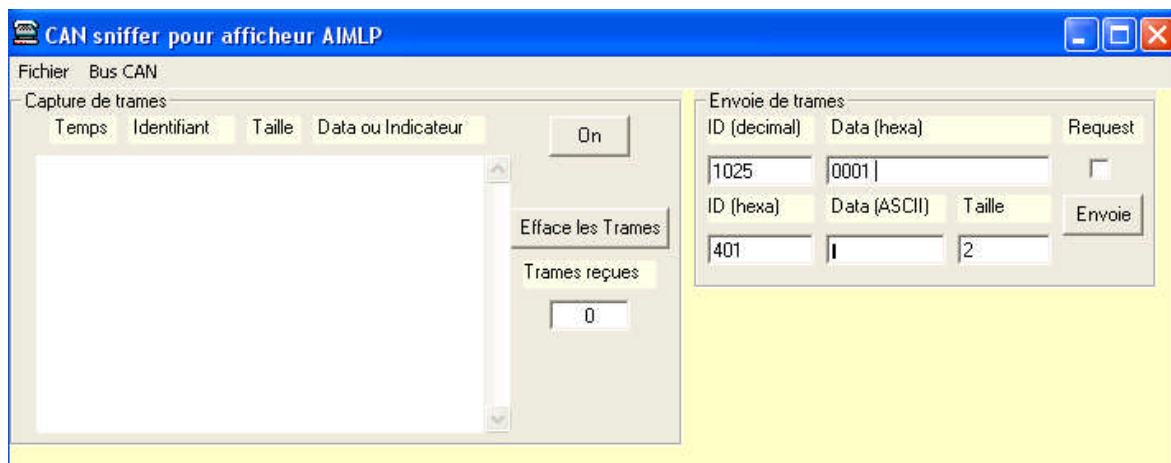 CAN sniffer pour afficheur AIMLP
Fichier Bus CAN
Capture de trames
Temps Identifiant Taille Data ou Indicateur
On
Efface les Trames
Trames reçues
0
Envoie de trames
ID (decimal) Data (hexa) Request
1025 0001
ID (hexa) Data (ASCII) Taille
Envoie
401 2